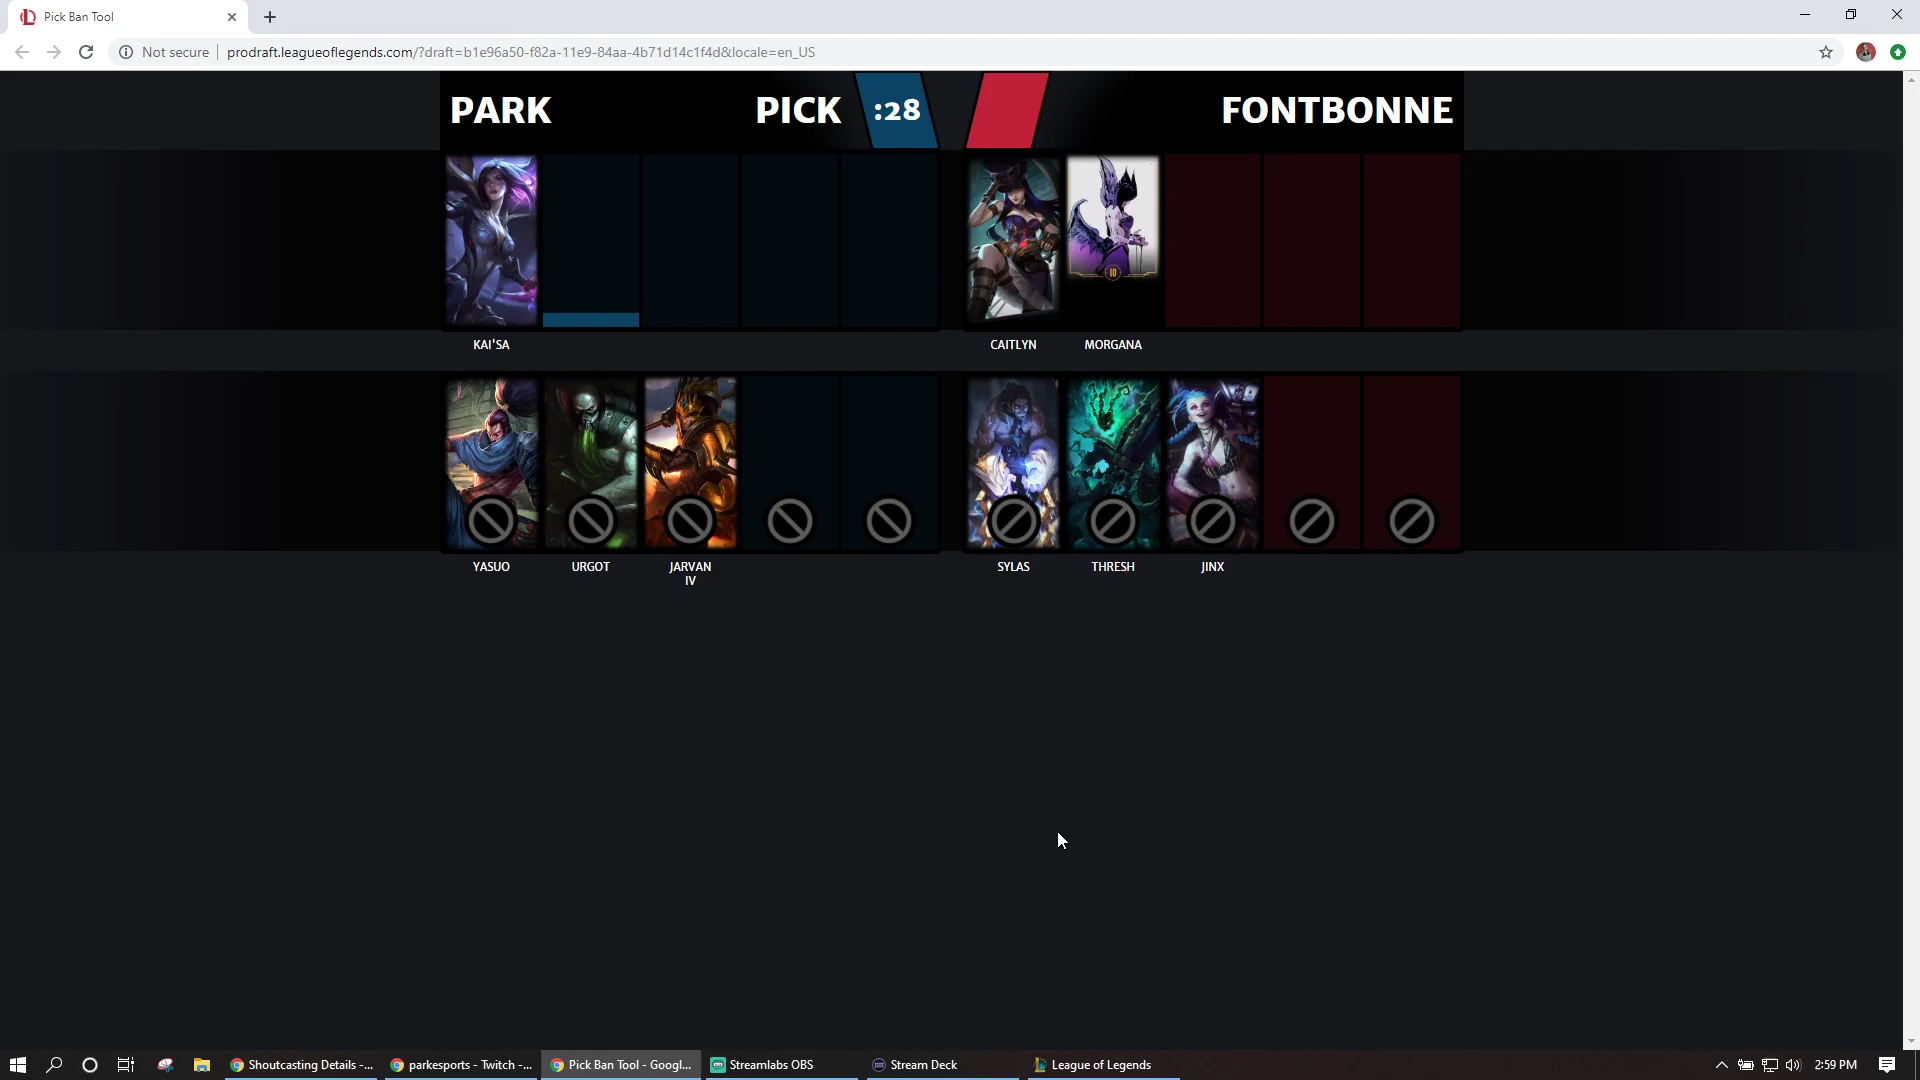 Pick Ban Tool
Not secure
prodraft.leagueoflegends.com/?draft=b1e96a50-f82a-11e9-84aa-4b71d14c1f4d&locale=en_US
PARK
PICK
:28
FONTBONNE
10
KAI'SA
CAITLYN
MORGANA
YASUO
URGOT
JARVAN
IV
SYLAS
THRESH
JINX
Shoutcasting Details -...
parkesports - Twitch -...
Pick Ban Tool - Googl...
Streamlabs OBS
Stream Deck
League of Legends
2:59 PM